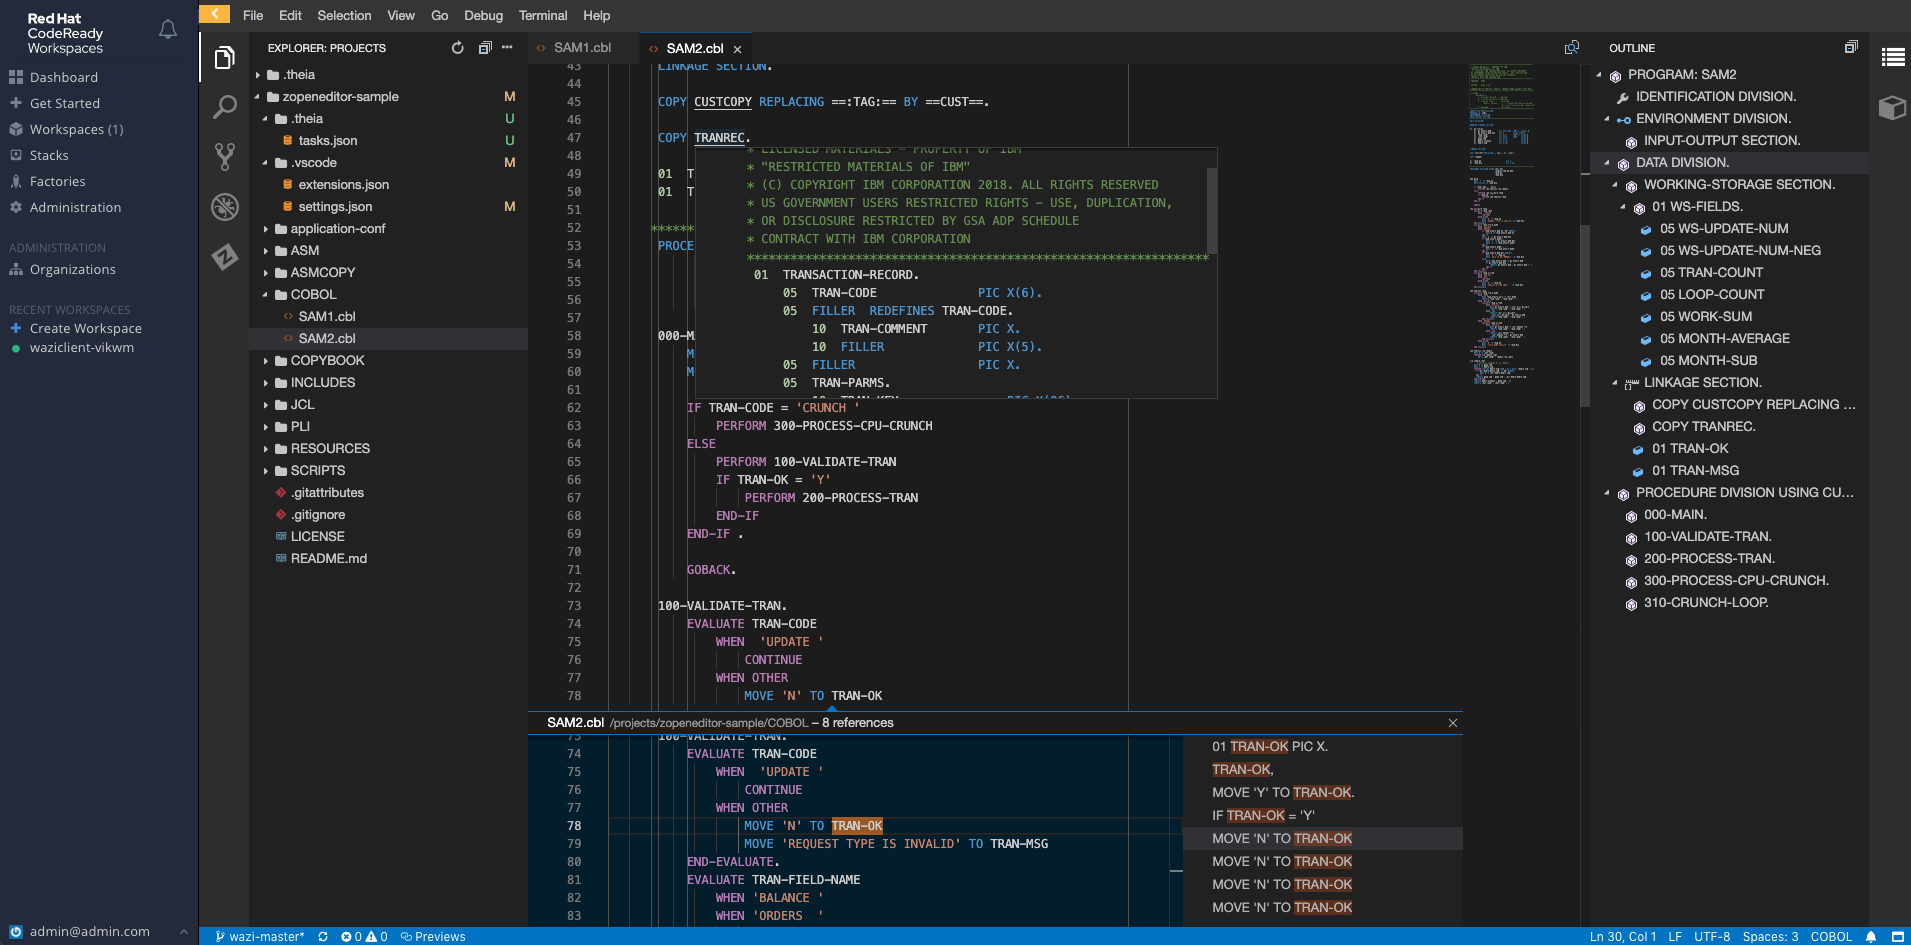 Red Hat
CodeReady
Workspaces
Dashboard
Get Started
Workspaces (1)
Stacks
Factories
Administration
ADMINISTRATION
Organizations
RECENT WORKSPACES
Create Workspace
waziclient-vikwm
admin@admin.com
File Edit Selection View Go Debug Terminal Help
EXPLORER: PROJECTS
.theia
zopeneditor-sample M
.theia U
tasks.json U
.vscode M
extensions.json
settings.json M
application-conf
ASM
ASMCOPY
COBOL
SAM1.cbl
SAM2.cbl
COPYBOOK
INCLUDES
JCL
PLI
RESOURCES
SCRIPTS
.gitattributes
.gitignore
LICENSE
README.md
SAM1.cbl SAM2.cbl
43 LINKAGE SECTION.
44
45 COPY CUSTCOPY REPLACING ==:TAG:== BY ==CUST==.
46
47 COPY TRANREC.
48
49 01 T
50 01 T
51
52 ******
53 PROCE
54
55
56
57
58 000-M
59 M
60 M
61
* LICENSED MATERIALS - PROPERTY OF IBM
* "RESTRICTED MATERIALS OF IBM"
* (C) COPYRIGHT IBM CORPORATION 2018. ALL RIGHTS RESERVED
* US GOVERNMENT USERS RESTRICTED RIGHTS - USE, DUPLICATION,
* OR DISCLOSURE RESTRICTED BY GSA ADP SCHEDULE
* CONTRACT WITH IBM CORPORATION
****************************************************************
01 TRANSACTION-RECORD.
05 TRAN-CODE PIC X(6).
05 FILLER REDEFINES TRAN-CODE.
10 TRAN-COMMENT PIC X.
10 FILLER PIC X(5).
05 FILLER PIC X.
05 TRAN-PARMS.
10 TRAN-KEY PIC X(06)
62 IF TRAN-CODE = 'CRUNCH '
63 PERFORM 300-PROCESS-CPU-CRUNCH
64 ELSE
65 PERFORM 100-VALIDATE-TRAN
66 IF TRAN-OK = 'Y'
67 PERFORM 200-PROCESS-TRAN
68 END-IF
69 END-IF .
70
71 GOBACK.
72
73 100-VALIDATE-TRAN.
74 EVALUATE TRAN-CODE
75 WHEN 'UPDATE '
76 CONTINUE
77 WHEN OTHER
78 MOVE 'N' TO TRAN-OK
SAM2.cbl /projects/zopeneditor-sample/COBOL – 8 references
73 100-VALIDATE-TRAN.
74 EVALUATE TRAN-CODE
75 WHEN 'UPDATE '
76 CONTINUE
77 WHEN OTHER
78 MOVE 'N' TO TRAN-OK
79 MOVE 'REQUEST TYPE IS INVALID' TO TRAN-MSG
80 END-EVALUATE.
81 EVALUATE TRAN-FIELD-NAME
82 WHEN 'BALANCE '
83 WHEN 'ORDERS '
01 TRAN-OK PIC X.
TRAN-OK,
MOVE 'Y' TO TRAN-OK.
IF TRAN-OK = 'Y'
MOVE 'N' TO TRAN-OK
MOVE 'N' TO TRAN-OK
MOVE 'N' TO TRAN-OK
MOVE 'N' TO TRAN-OK
OUTLINE
PROGRAM: SAM2
IDENTIFICATION DIVISION.
ENVIRONMENT DIVISION.
INPUT-OUTPUT SECTION.
DATA DIVISION.
WORKING-STORAGE SECTION.
01 WS-FIELDS.
05 WS-UPDATE-NUM
05 WS-UPDATE-NUM-NEG
05 TRAN-COUNT
05 LOOP-COUNT
05 WORK-SUM
05 MONTH-AVERAGE
05 MONTH-SUB
LINKAGE SECTION.
COPY CUSTCOPY REPLACING ...
COPY TRANREC.
01 TRAN-OK
01 TRAN-MSG
PROCEDURE DIVISION USING CU...
000-MAIN.
100-VALIDATE-TRAN.
200-PROCESS-TRAN.
300-PROCESS-CPU-CRUNCH.
310-CRUNCH-LOOP.
wazi-master* 0 0 Previews
Ln 30, Col 1 LF UTF-8 Spaces: 3 COBOL